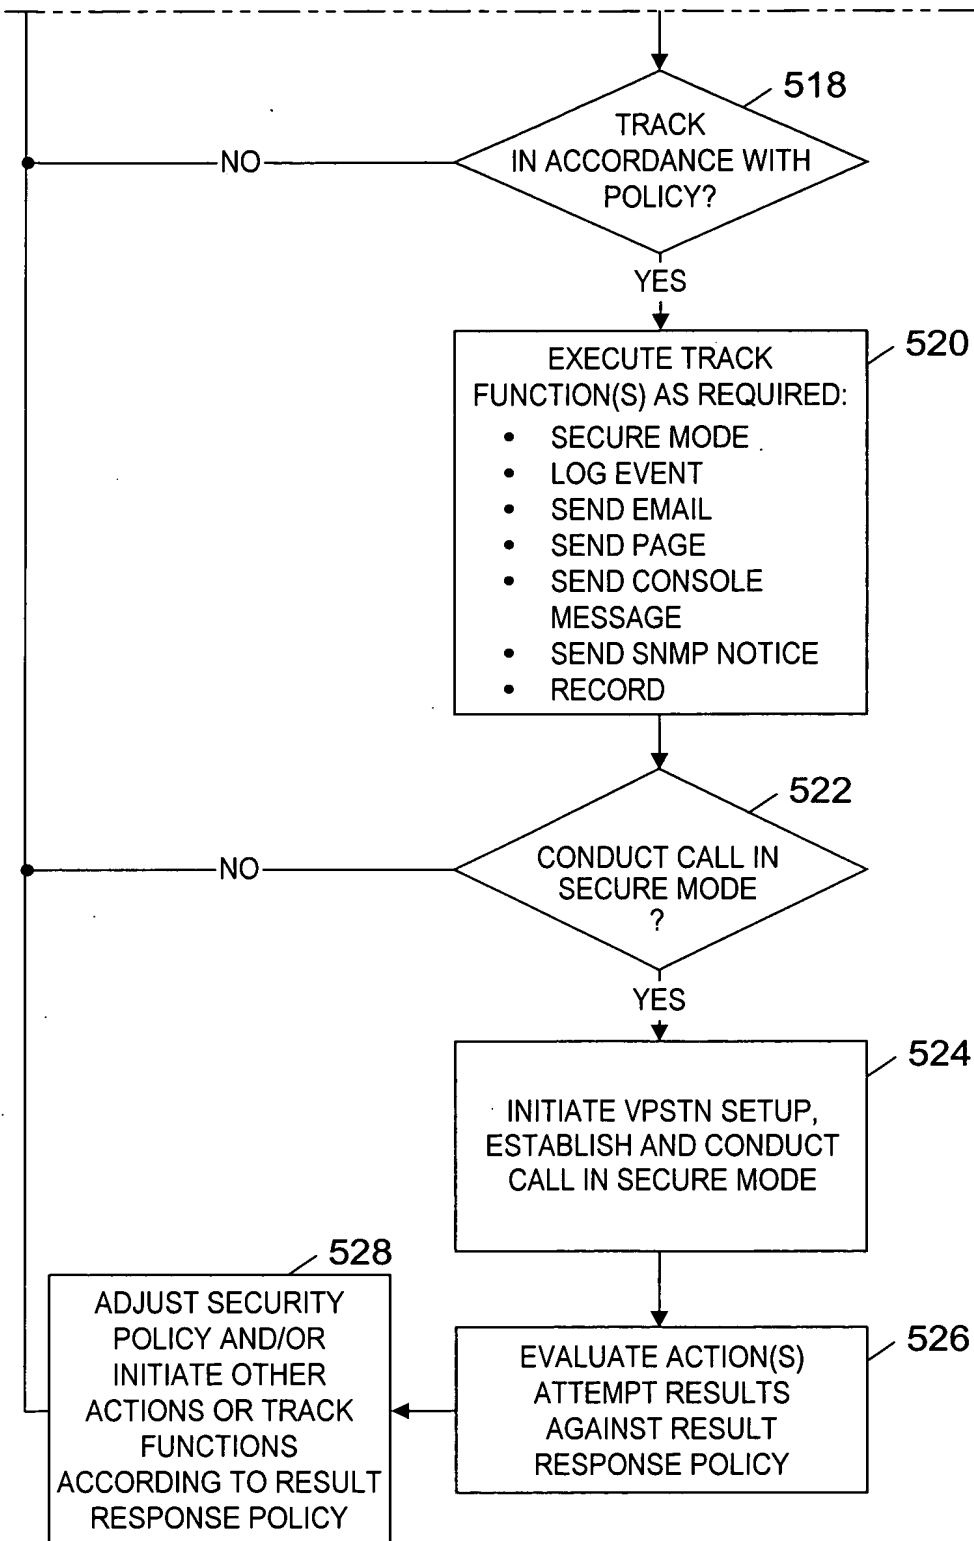 518
TRACK
IN ACCORDANCE WITH
POLICY?
NO
YES
520
EXECUTE TRACK
FUNCTION(S) AS REQUIRED:
• SECURE MODE
• LOG EVENT
• SEND EMAIL
• SEND PAGE
• SEND CONSOLE
MESSAGE
• SEND SNMP NOTICE
• RECORD
522
CONDUCT CALL IN
SECURE MODE
?
NO
YES
524
INITIATE VPSTN SETUP,
ESTABLISH AND CONDUCT
CALL IN SECURE MODE
526
EVALUATE ACTION(S)
ATTEMPT RESULTS
AGAINST RESULT
RESPONSE POLICY
528
ADJUST SECURITY
POLICY AND/OR
INITIATE OTHER
ACTIONS OR TRACK
FUNCTIONS
ACCORDING TO RESULT
RESPONSE POLICY